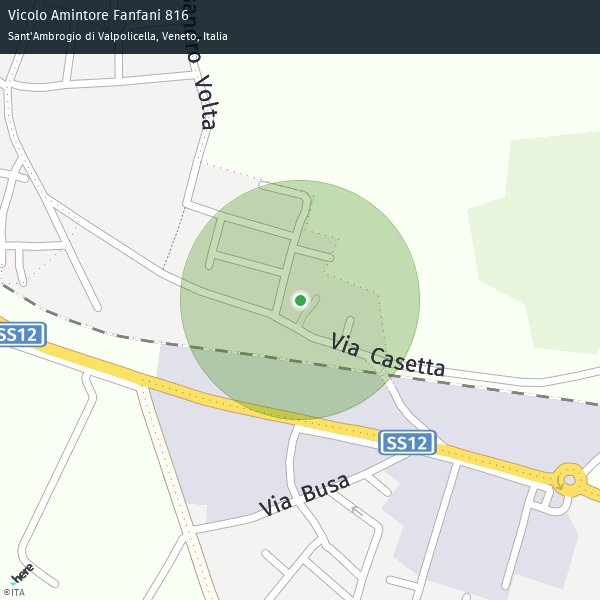 Vicolo Amintore Fanfani 816
Sant'Ambrogio di Valpolicella, Veneto, Italia
Volta
SS12
Via Casetta
SS12
Via Busa
here
©ITA